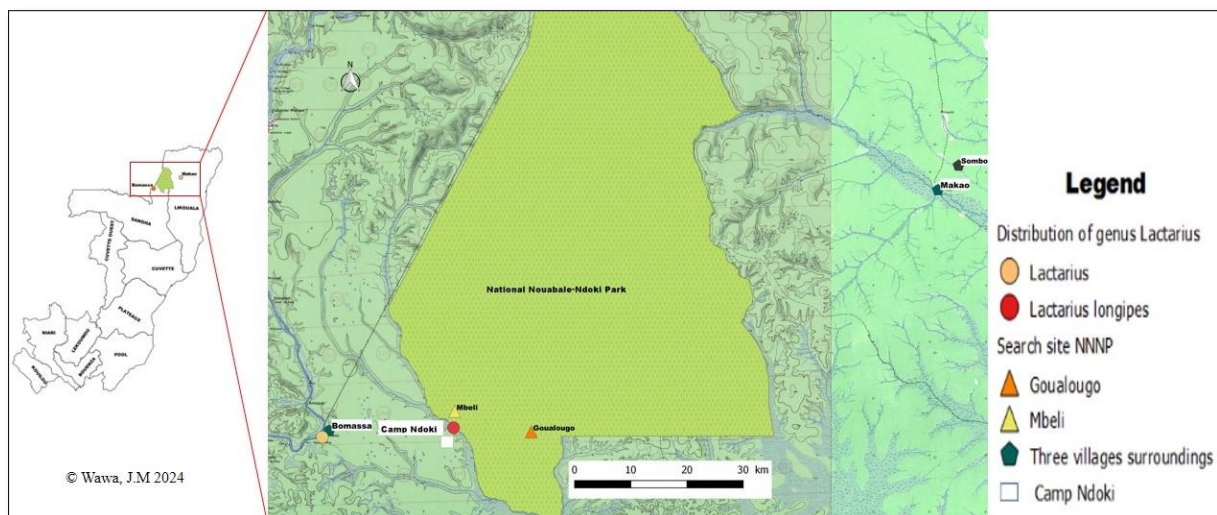 N
National Nouabale-Ndoki Park
Sombo
Makao
Mbeli
Bomassa
Camp Ndoki
Goualougo
0 10 20 30 km
Bomassa
Makao
LIKOUALA
SANGHA
CUVETTE OUEST
CUVETTE
PLATEAUX
NIARI
LEKOUMOU
BOUENZA
POOL
KOUILOU
© Wawa, J.M 2024
Legend
Distribution of genus Lactarius
Lactarius
Lactarius longipes
Search site NNNP
Goualougo
Mbeli
Three villages surroundings
Camp Ndoki